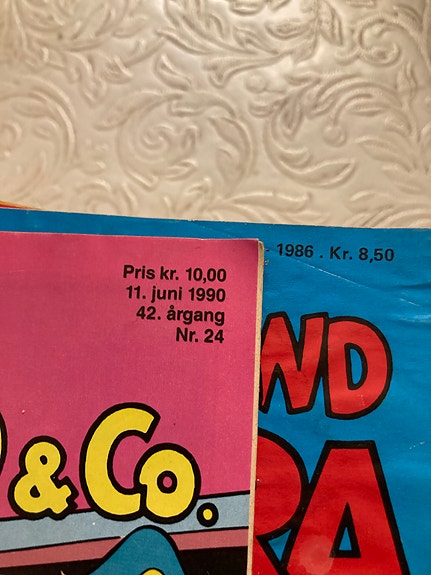 - 1986 . Kr. 8,50
Pris kr. 10,00
11. juni 1990
42. årgang
Nr. 24
ND
& Co.
RA